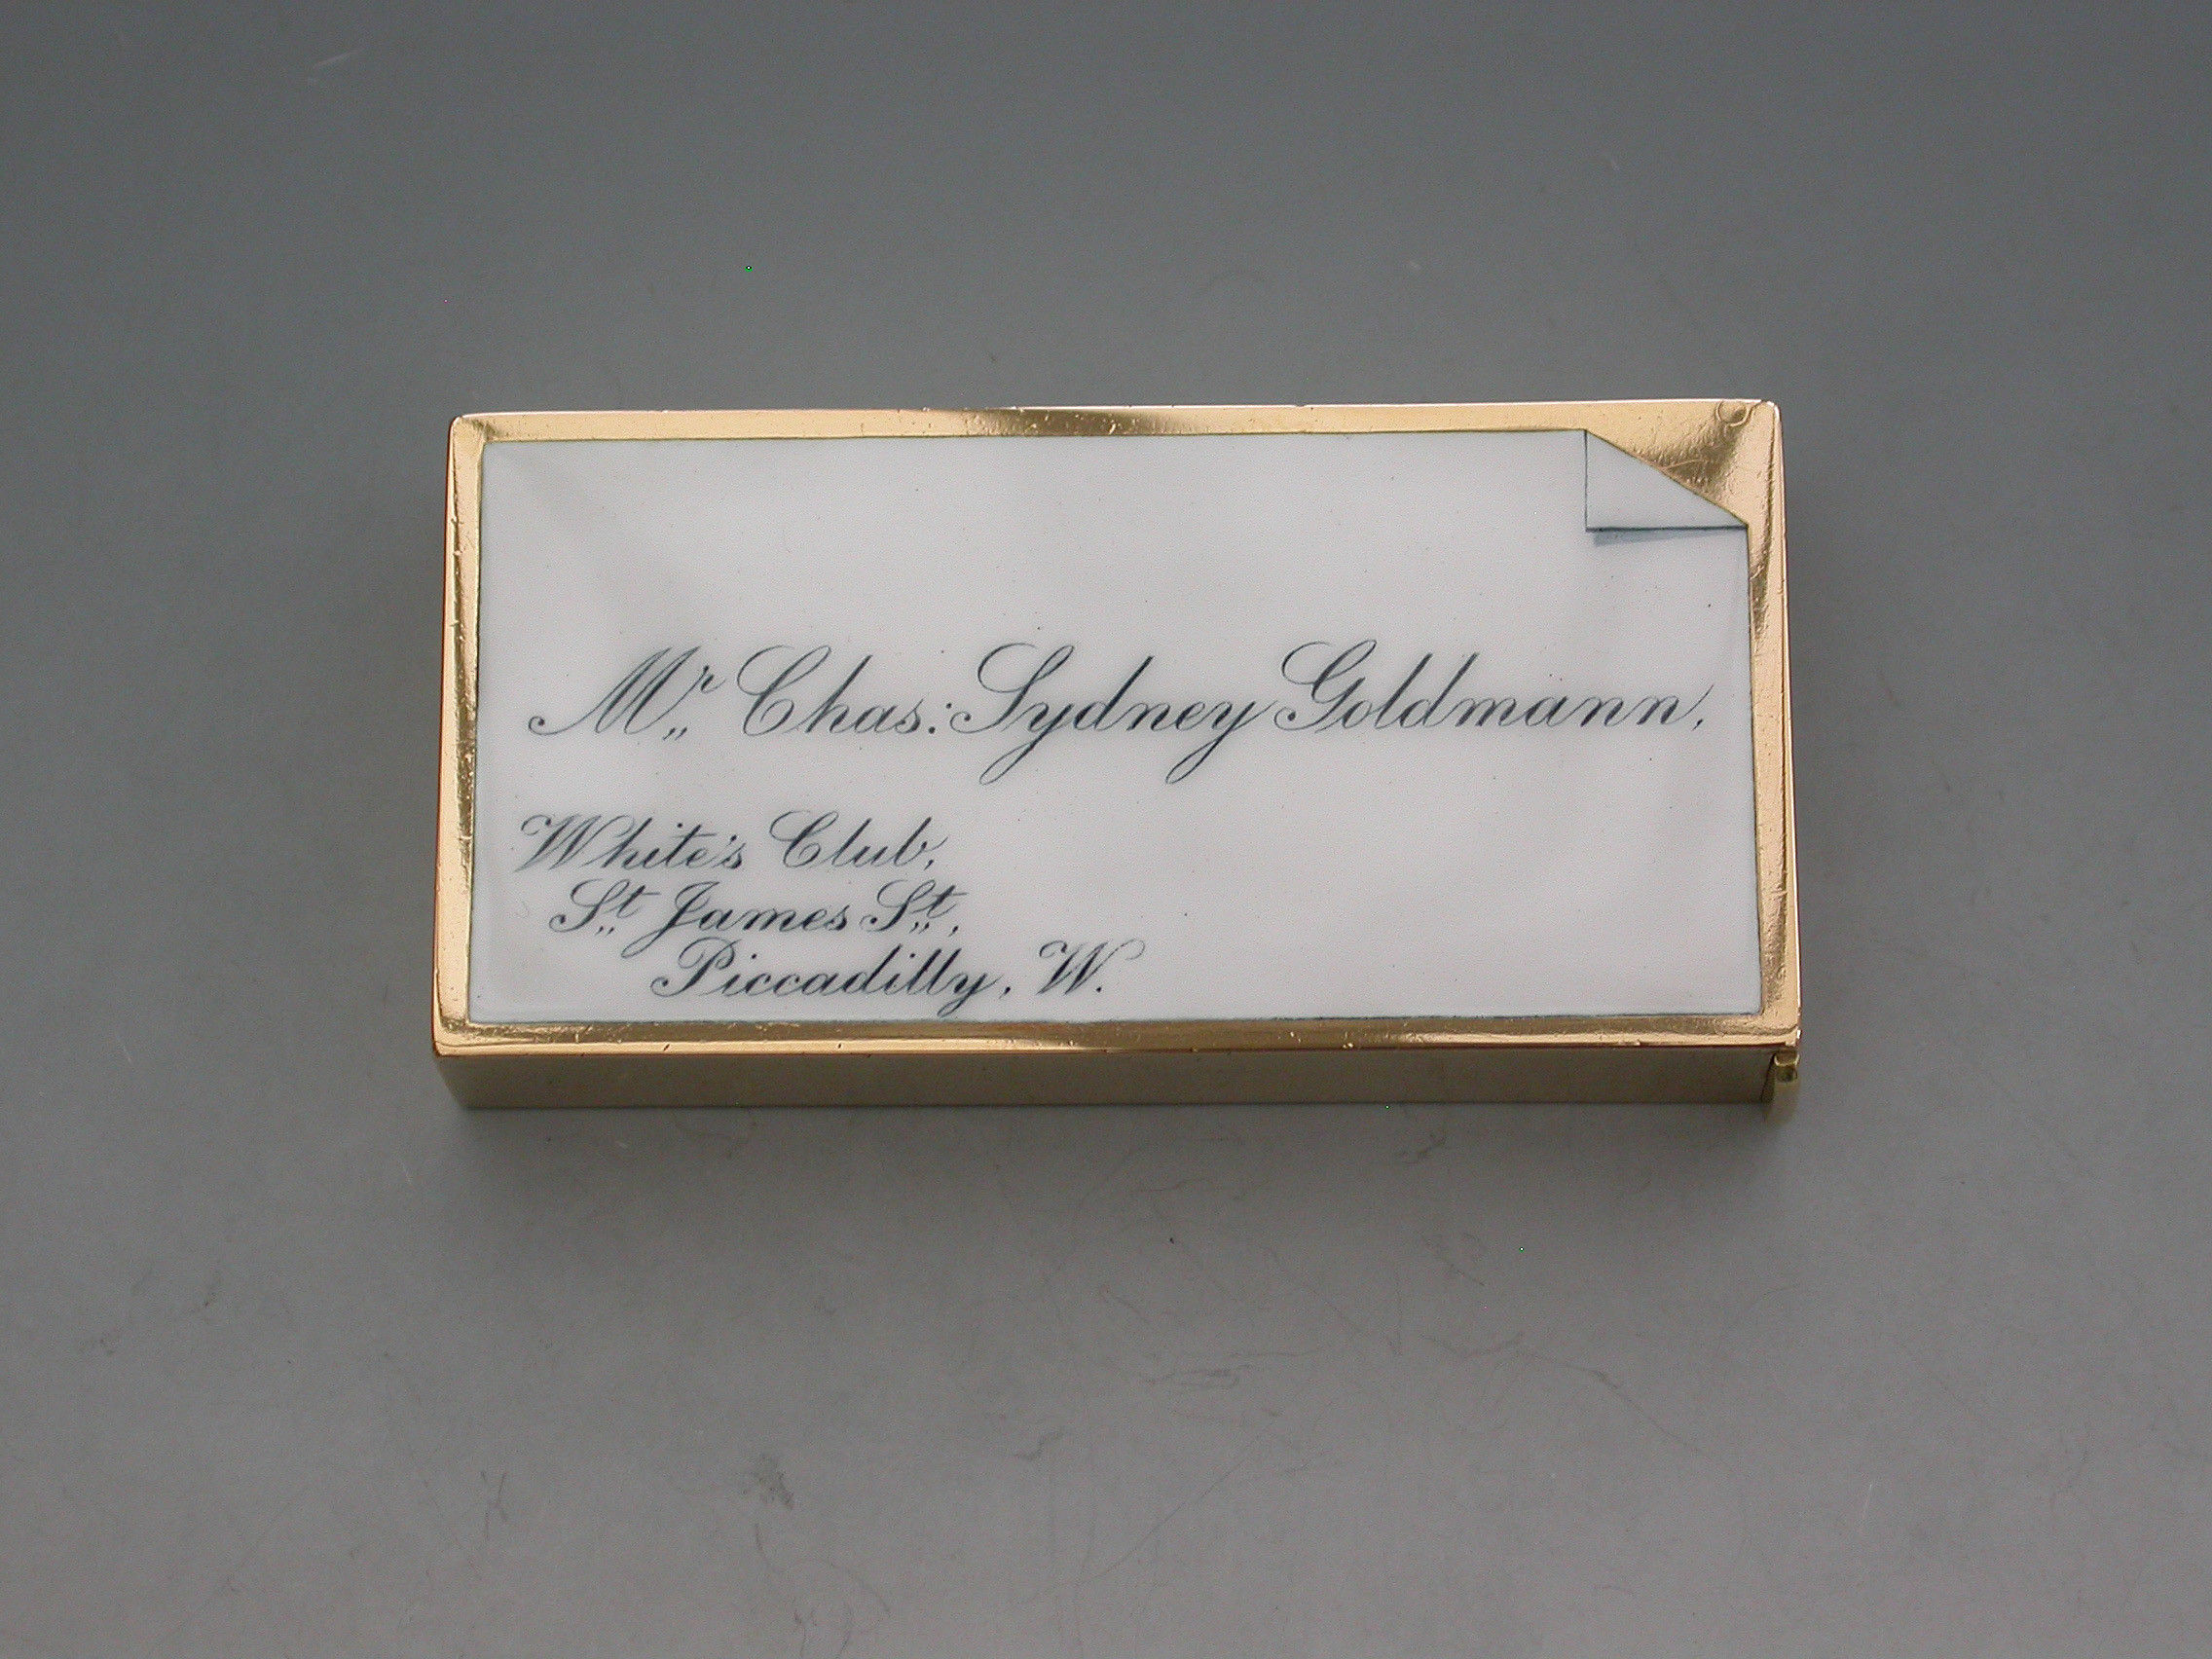 Mr. Chas: Sydney Goldmann,
White's Club,
St. James St.,
Piccadilly, W.